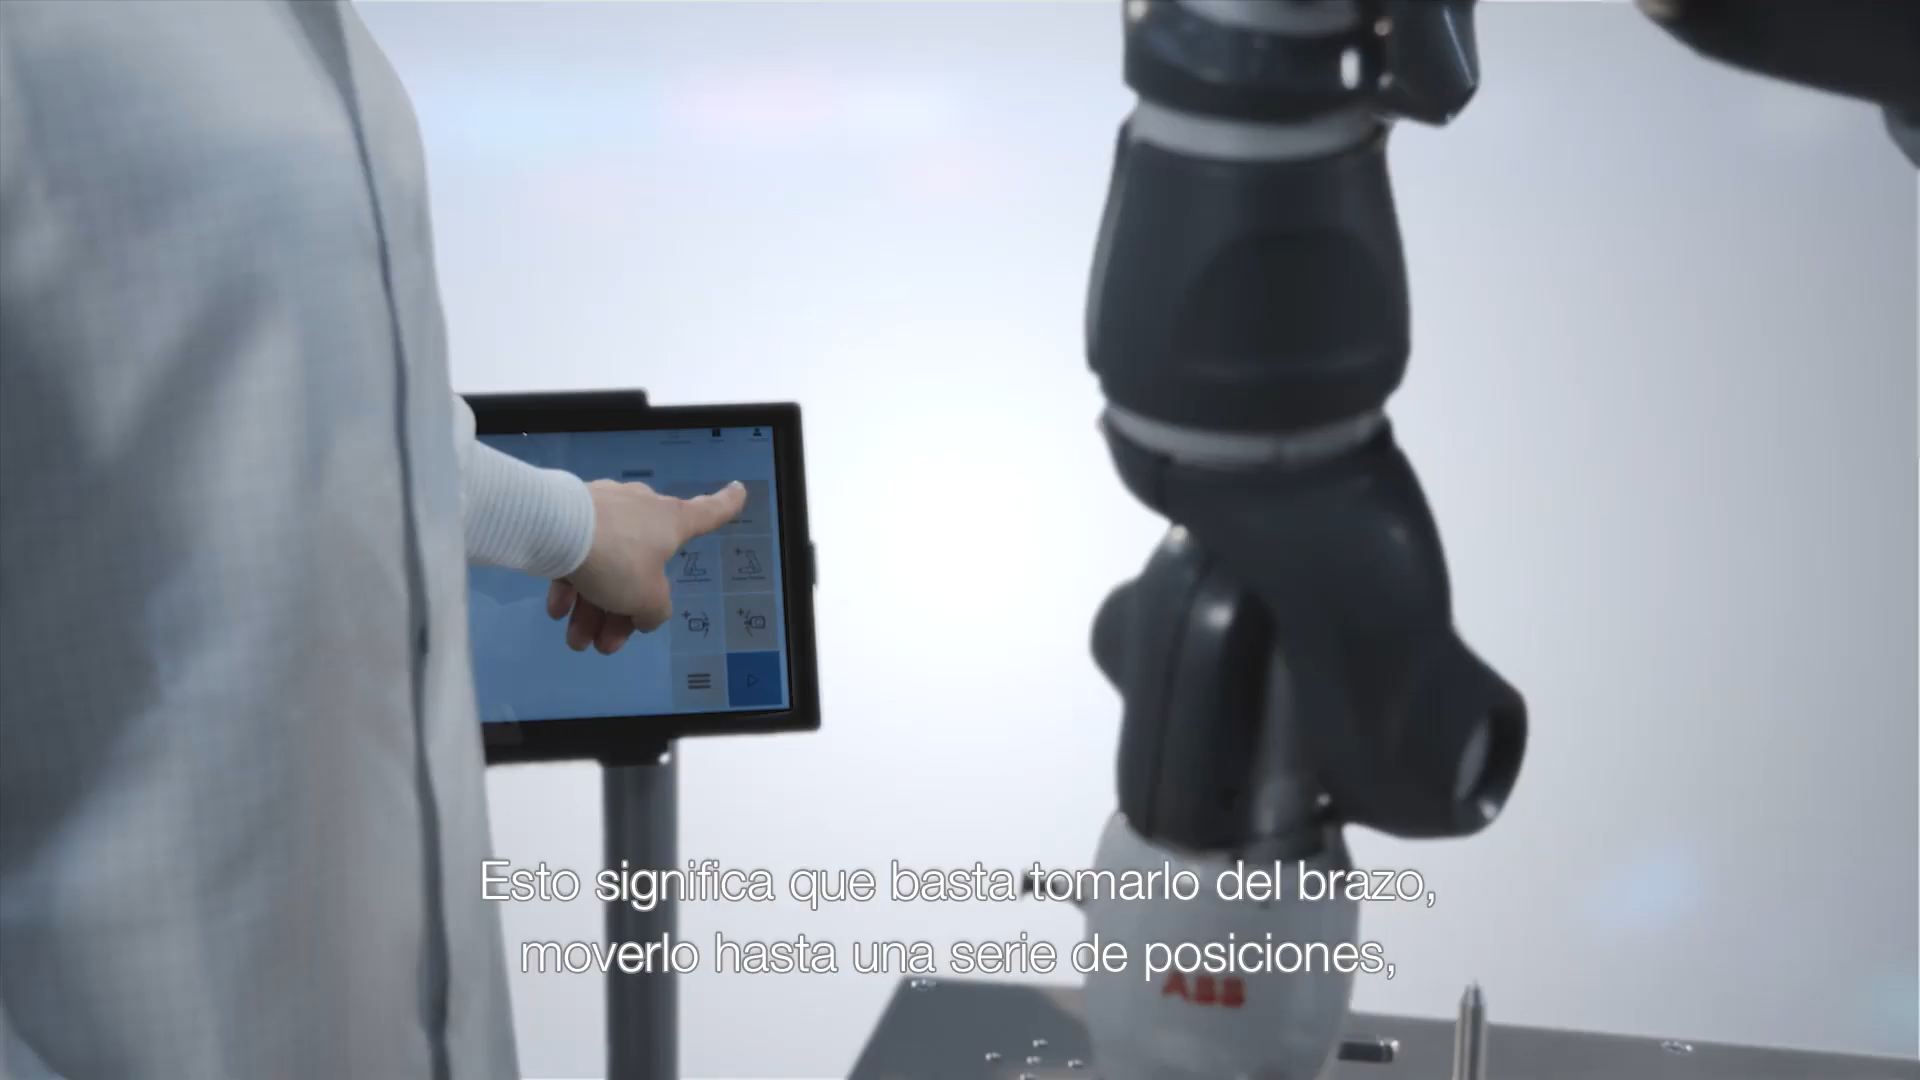 Esto significa que basta tomarlo del brazo,
moverlo hasta una serie de posiciones,
ABB